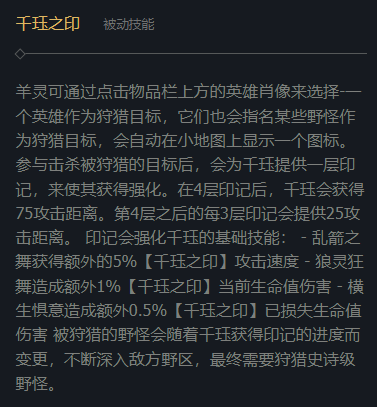 千珏之印 被动技能
羊灵可通过点击物品栏上方的英雄肖像来选择-一
个英雄作为狩猎目标，它们也会指名某些野怪作
为狩猎目标，会自动在小地图上显示一个图标。
参与击杀被狩猎的目标后，会为千珏提供一层印
记，来使其获得强化。在4层印记后，千珏会获得
75攻击距离。第4层之后的每3层印记会提供25攻
击距离。 印记会强化千珏的基础技能： - 乱箭之
舞获得额外的5%【千珏之印】攻击速度 - 狼灵狂
舞造成额外1%【千珏之印】当前生命值伤害 - 横
生惧意造成额外0.5%【千珏之印】已损失生命值
伤害 被狩猎的野怪会随着千珏获得印记的进度而
变更，不断深入敌方野区，最终需要狩猎史诗级
野怪。